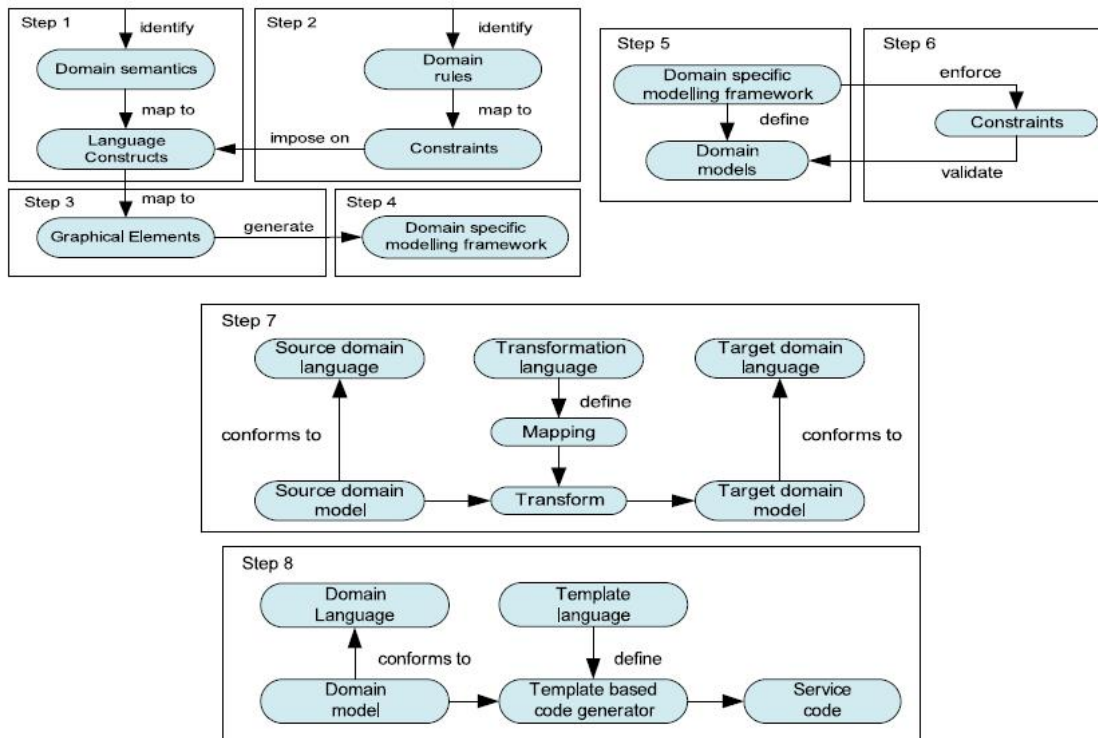 Step 1
identify
Domain semantics
map to
Language
Constructs
Step 2
identify
Domain
rules
map to
impose on
Constraints
Step 3
map to
Graphical Elements
generate
Step 4
Domain specific
modelling framework
Step 5
Domain specific
modelling framework
define
Domain
models
Step 6
enforce
Constraints
validate
Step 7
Source domain
language
Transformation
language
Target domain
language
define
conforms to
Mapping
conforms to
Source domain
model
Transform
Target domain
model
Step 8
Domain
Language
Template
language
conforms to
define
Domain
model
Template based
code generator
Service
code